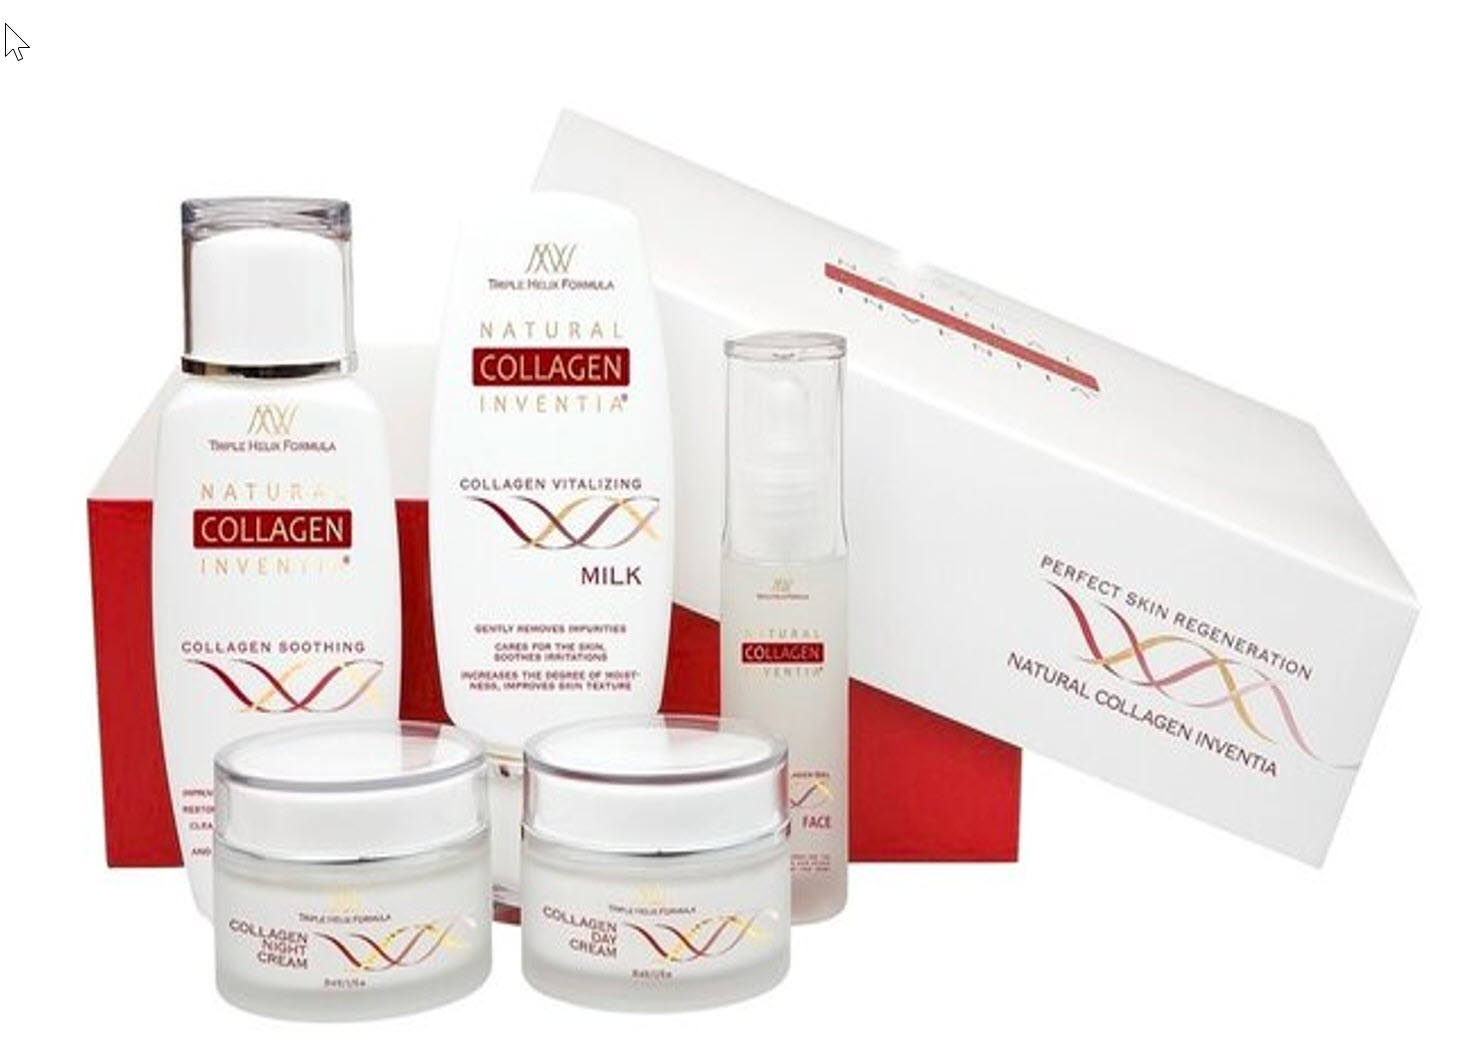 TRIPLE HELIX FORMULA
NATURAL
COLLAGEN
INVENTIA®
COLLAGEN SOOTHING
AND
TRIPLE HELIX FORMULA
NATURAL
COLLAGEN
INVENTIA®
COLLAGEN VITALIZING
MILK
GENTLY REMOVES IMPURITIES
CARES FOR THE SKIN,
SOOTHES IRRITATIONS
INCREASES THE DEGREE OF MOIST-
NESS, IMPROVES SKIN TEXTURE
NATURAL
COLLAGEN
INVENTIA
FACE
PERFECT SKIN REGENERATION
NATURAL COLLAGEN INVENTIA
TRIPLE HELIX FORMULA
COLLAGEN
NIGHT
CREAM
TRIPLE HELIX FORMULA
COLLAGEN
DAY
CREAM